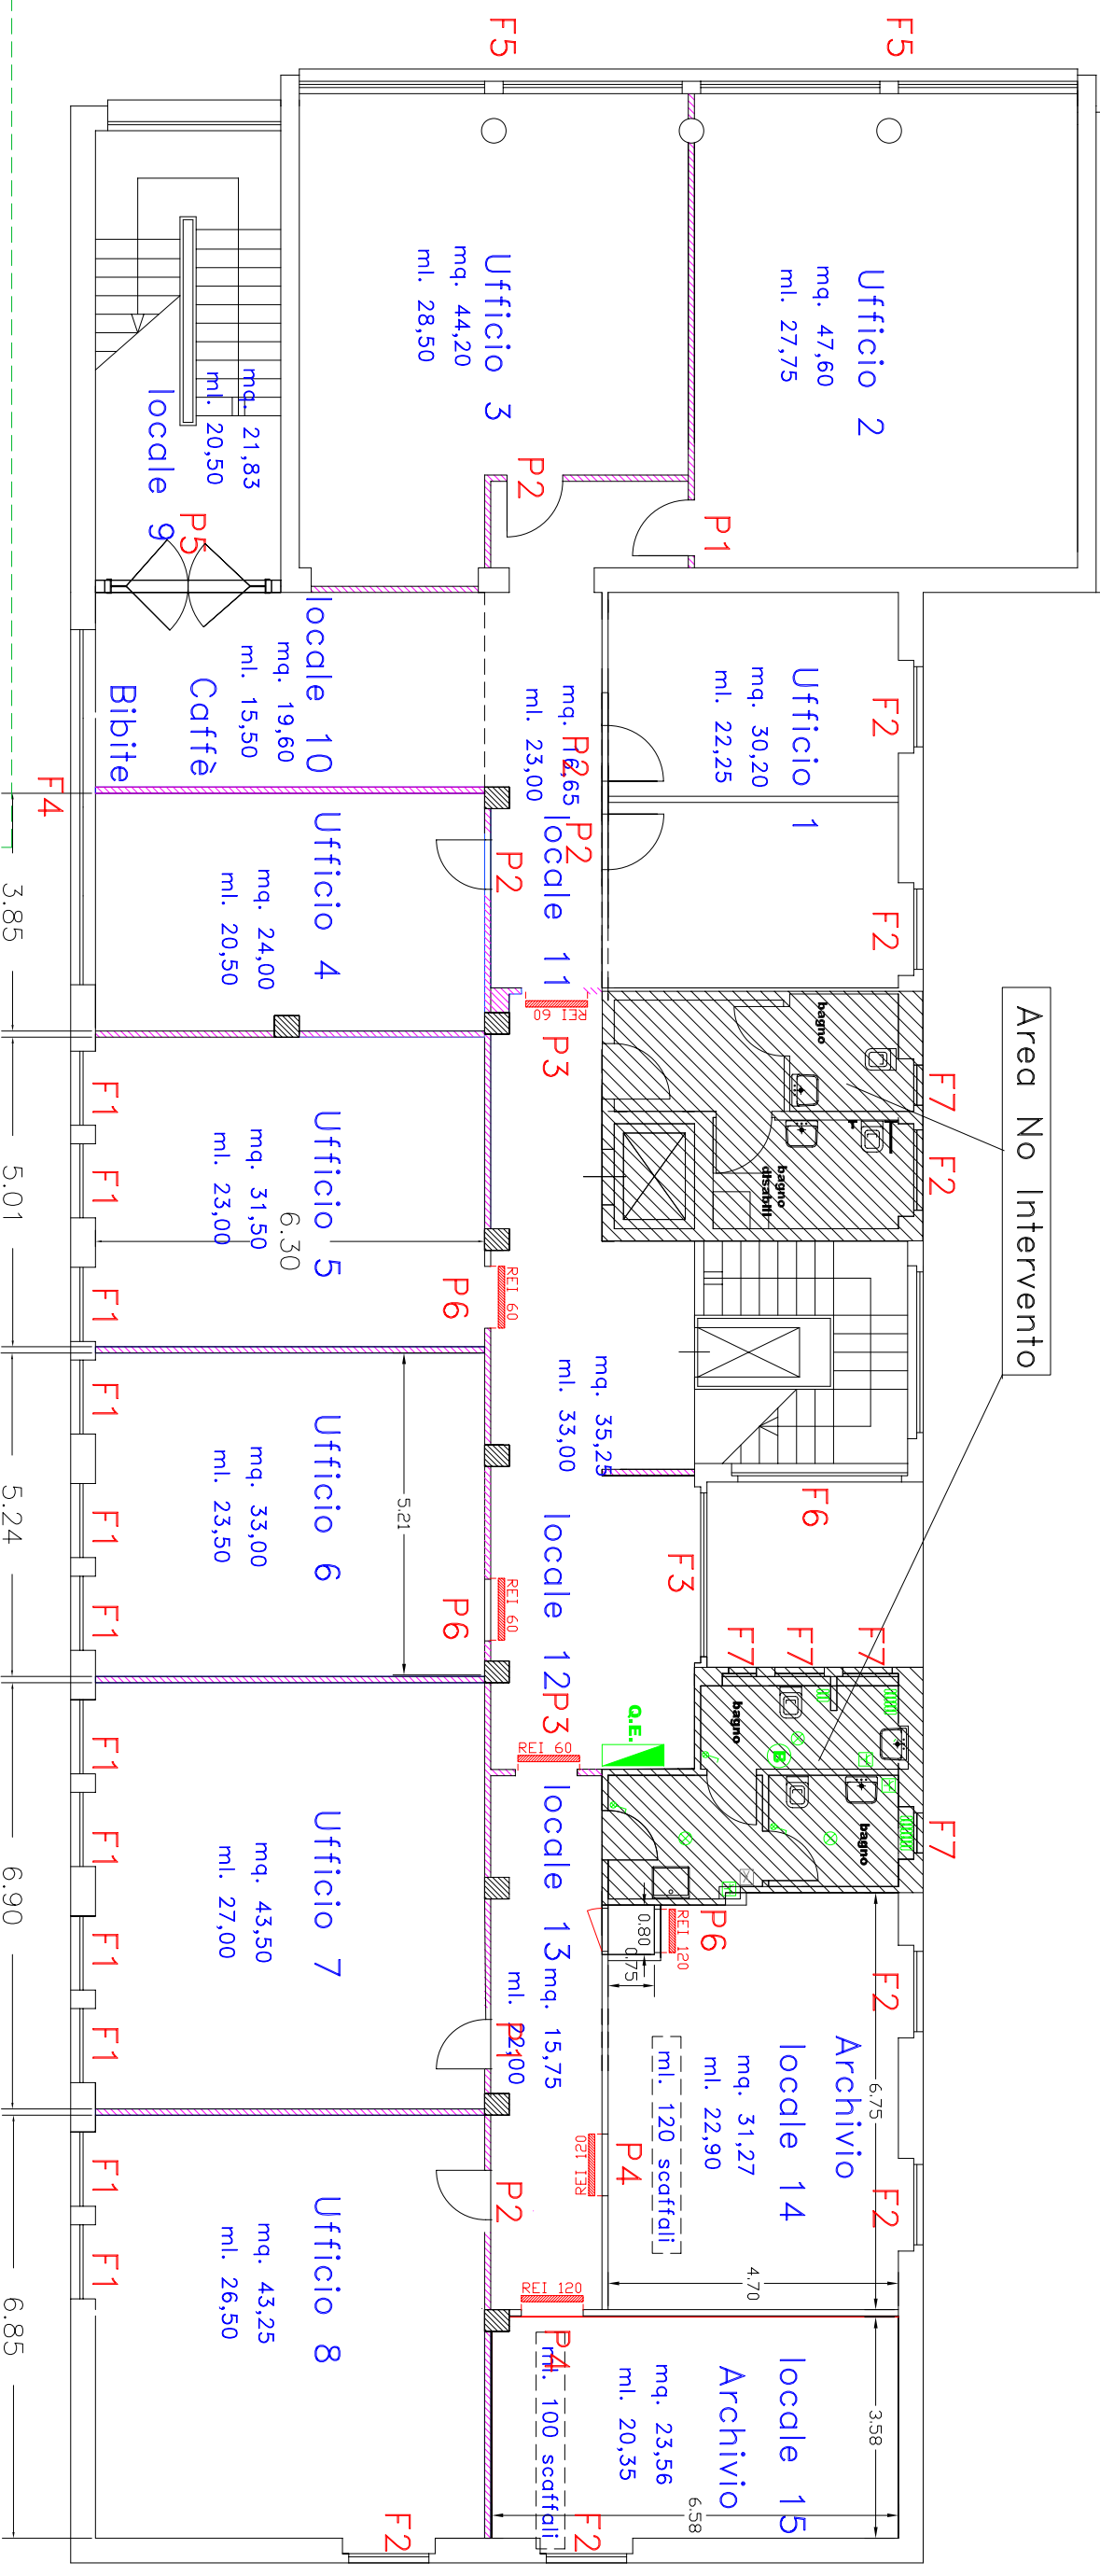 F5
F5
Ufficio 2
mq. 47,60
ml. 27,75
Ufficio 3
mq. 44,20
ml. 28,50
P2
P1
mq. 21,83
ml. 20,50
locale 9
P5
locale 10
mq. 19,60
ml. 15,50
Caffè
Bibite
F4
Ufficio 1
mq. 30,20
ml. 22,25
F2
F2
P2
P2
mq. 16,65
ml. 23,00
locale 11
P2
Ufficio 4
mq. 24,00
ml. 20,50
3.85
REI 60
P3
Area No Intervento
bagno
bagno
disabili
F7
F2
Ufficio 5
mq. 31,50
ml. 23,00
6.30
F1
F1
F1
5.01
REI 60
P6
mq. 35,25
ml. 33,00
locale 12
F6
F3
Ufficio 6
mq. 33,00
ml. 23,50
5.21
F1
F1
F1
5.24
REI 60
P6
F7
F7
F7
bagno
B
bagno
F7
Q.E.
P3
REI 60
locale 13
mq. 15,75
ml. 22,00
P1
Ufficio 7
mq. 43,50
ml. 27,00
F1
F1
F1
F1
6.90
P6
REI 120
0.80
0.75
F2
F2
Archivio
locale 14
mq. 31,27
ml. 22,90
ml. 120 scaffali
6.75
4.70
P4
REI 120
P2
Ufficio 8
mq. 43,25
ml. 26,50
F1
F1
6.85
REI 120
P4
locale 15
Archivio
mq. 23,56
ml. 20,35
ml. 100 scaffali
3.58
6.58
F2
F2